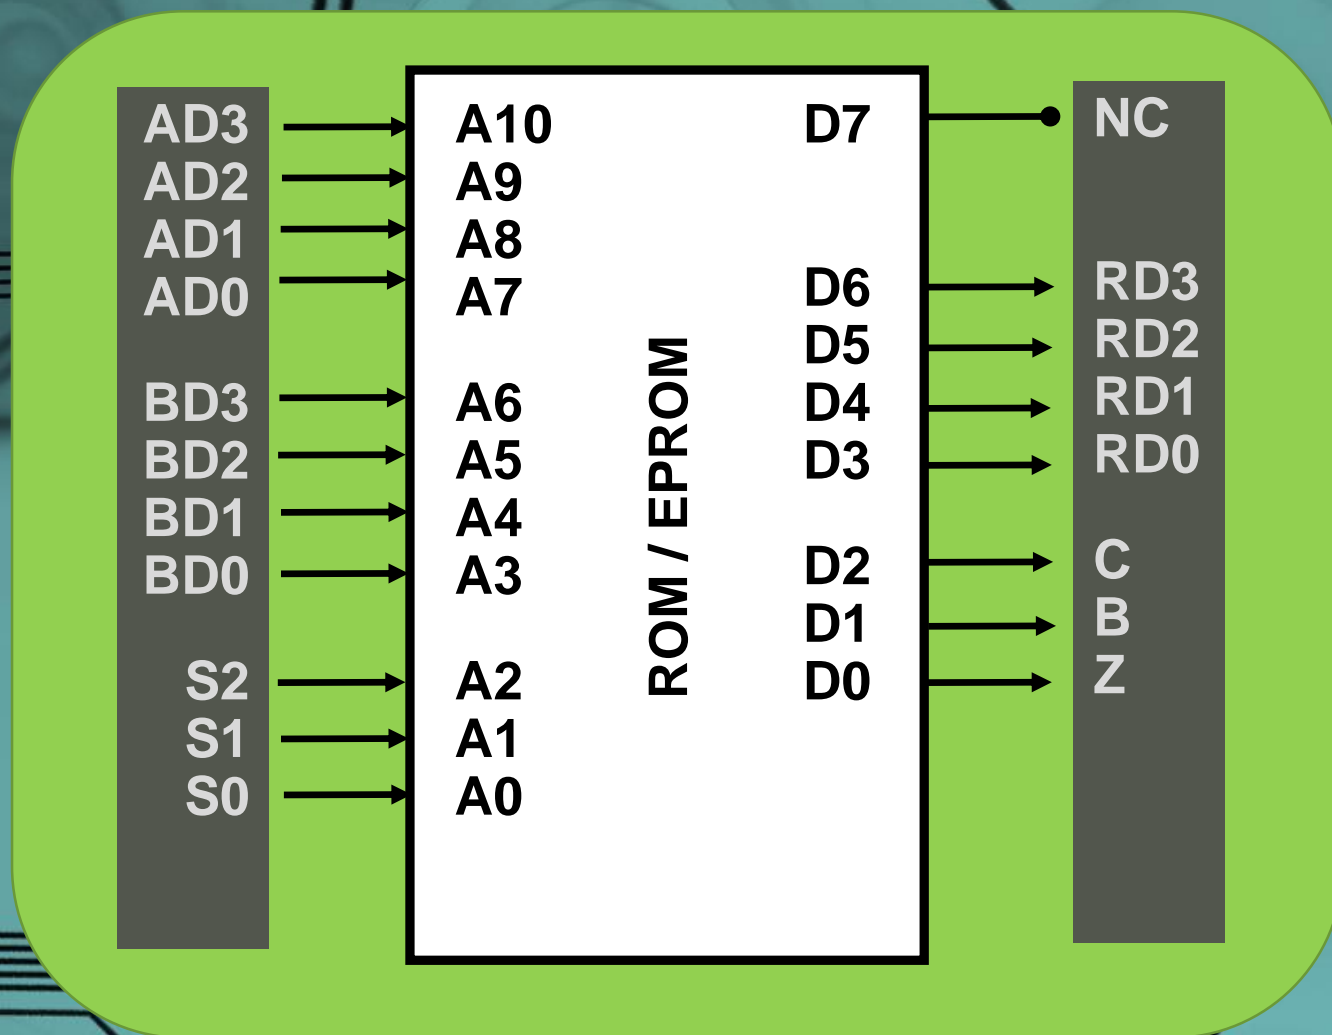 AD3
AD2
AD1
AD0
BD3
BD2
BD1
BD0
S2
S1
S0
A10
A9
A8
A7
A6
A5
A4
A3
A2
A1
A0
ROM / EPROM
D7
D6
D5
D4
D3
D2
D1
D0
NC
RD3
RD2
RD1
RD0
C
B
Z